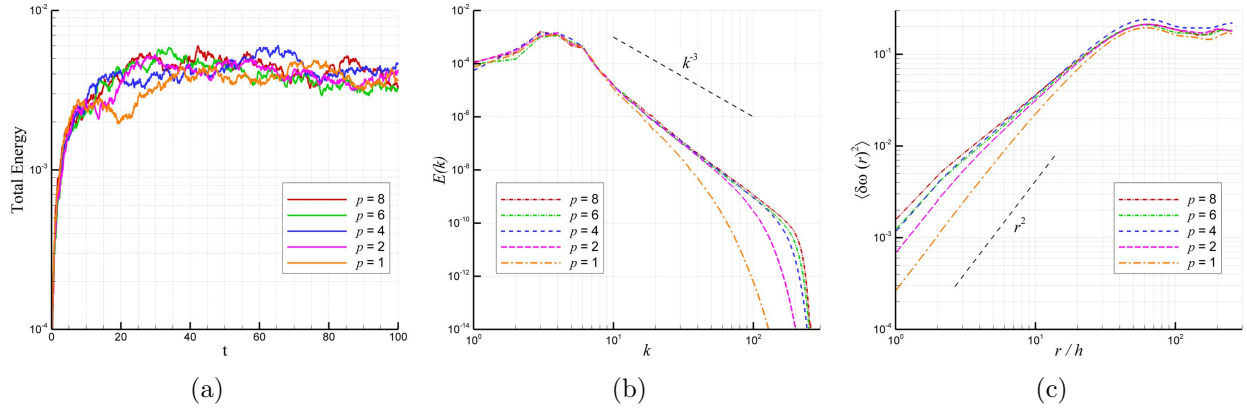 10^-2
10^-3
10^-4
Total Energy
0
20
40
60
80
100
t
p = 8
p = 6
p = 4
p = 2
p = 1
(a)
10^-2
10^-4
10^-6
10^-8
10^-10
10^-12
10^-14
E(k)
10^0
10^1
10^2
k
k^-3
p = 8
p = 6
p = 4
p = 2
p = 1
(b)
10^-1
10^-2
10^-3
10^-4
⟨δω (r)^2⟩
10^0
10^1
10^2
r / h
r^2
p = 8
p = 6
p = 4
p = 2
p = 1
(c)